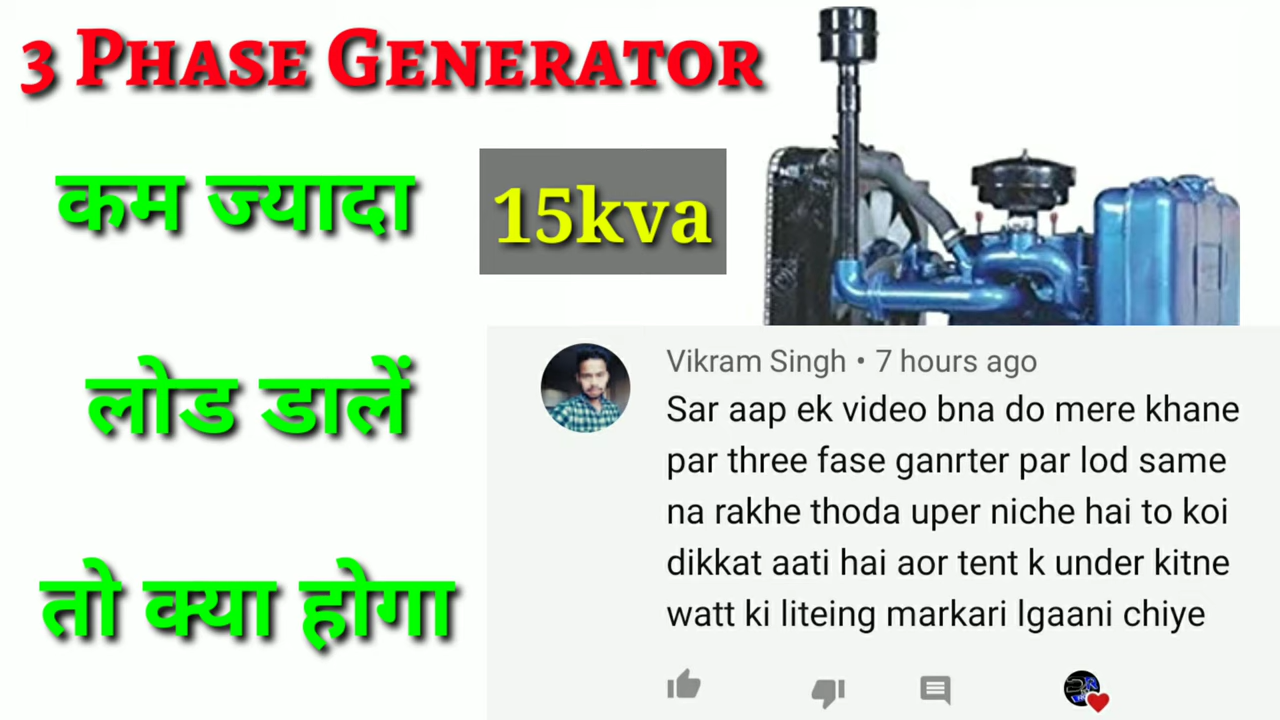 3 Phase Generator
कम ज्यादा
15kva
लोड डालें
तो क्या होगा
Vikram Singh • 7 hours ago
Sar aap ek video bna do mere khane
par three fase ganrter par lod same
na rakhe thoda uper niche hai to koi
dikkat aati hai aor tent k under kitne
watt ki liteing markari lgaani chiye